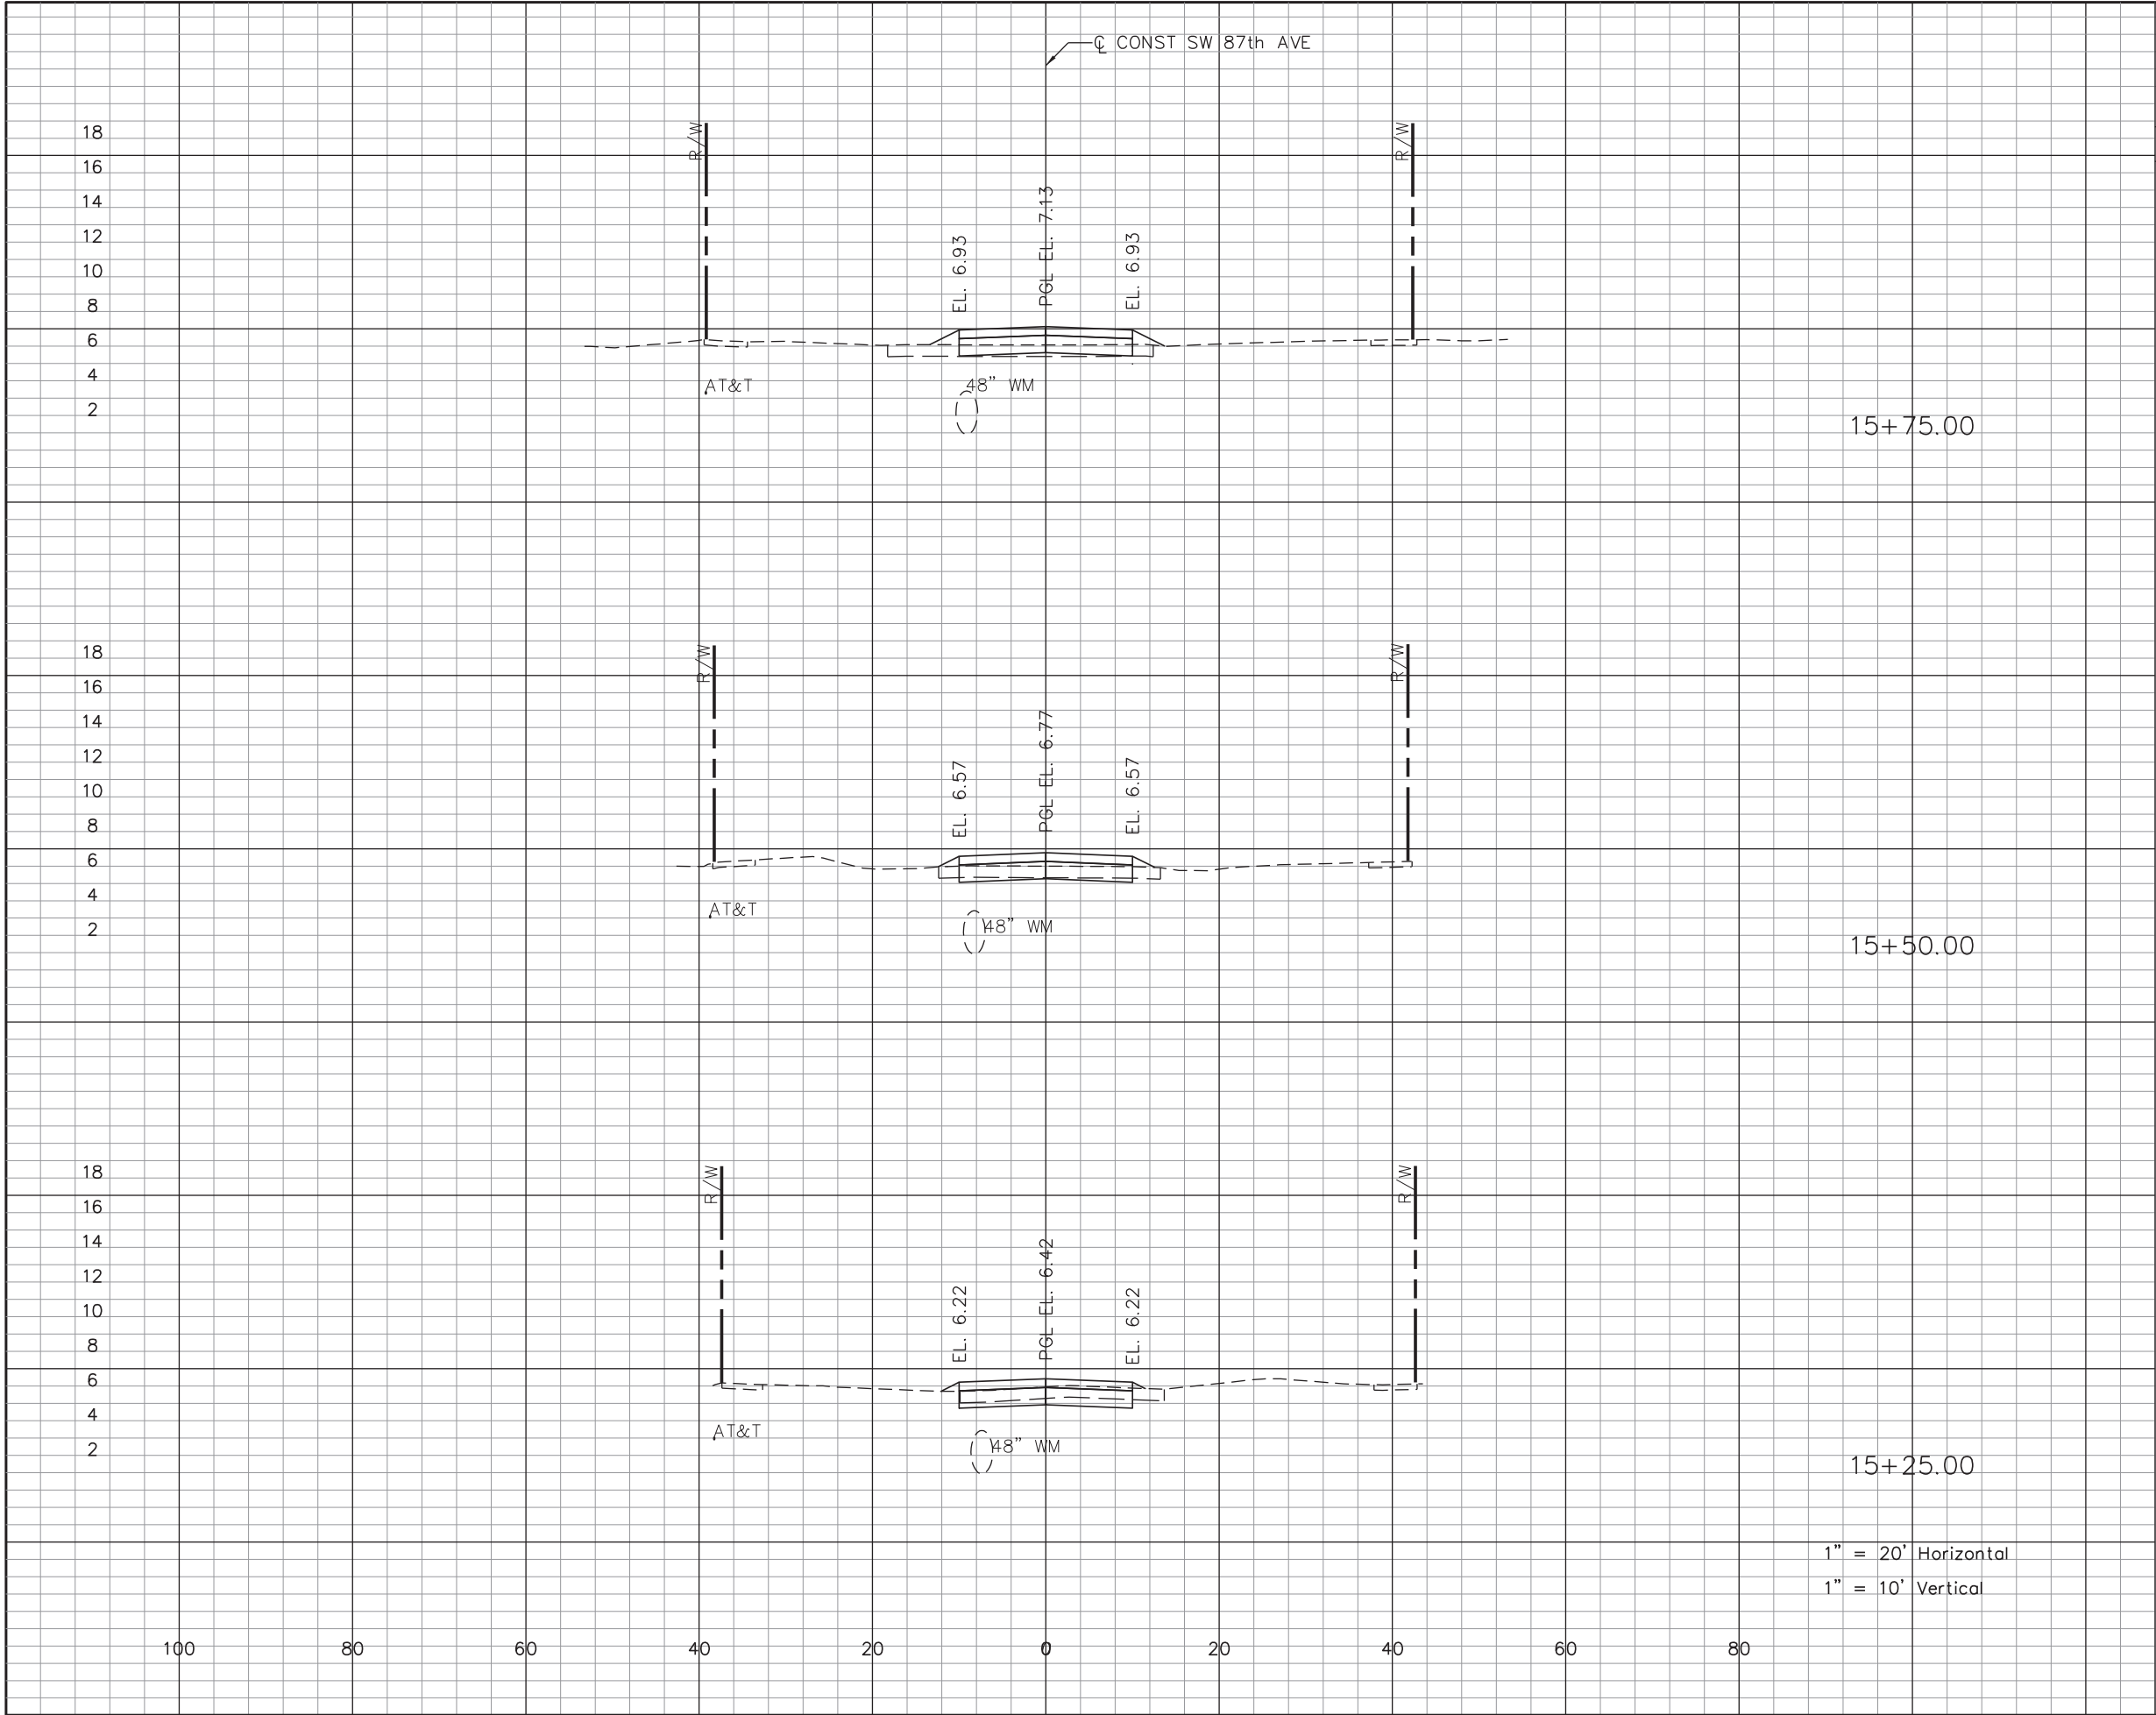 ℄ CONST SW 87th AVE
18
16
14
12
10
8
6
4
2
R/W
R/W
EL. 6.93
PGL EL. 7.13
EL. 6.93
AT&T
48" WM
15+75.00
18
16
14
12
10
8
6
4
2
R/W
R/W
EL. 6.57
PGL EL. 6.77
EL. 6.57
AT&T
48" WM
15+50.00
18
16
14
12
10
8
6
4
2
R/W
R/W
EL. 6.22
PGL EL. 6.42
EL. 6.22
AT&T
48" WM
15+25.00
1" = 20' Horizontal
1" = 10' Vertical
100 80 60 40 20 0 20 40 60 80